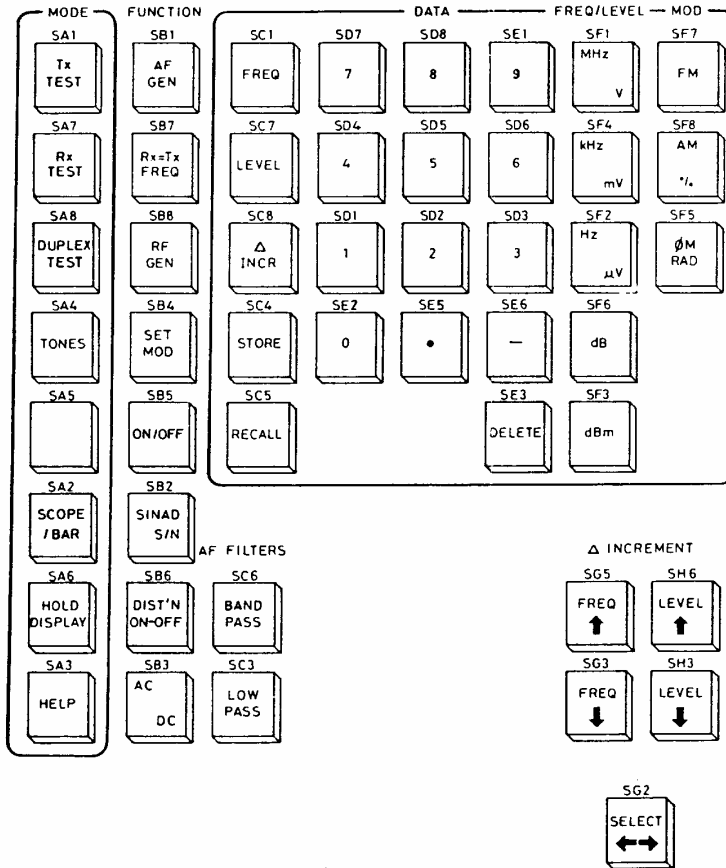 MODE FUNCTION DATA FREQ/LEVEL MOD
SA1 SB1 SC1 SD7 SD8 SE1 SF1 SF7
Tx TEST AF GEN FREQ 7 8 9 MHz V FM
SA7 SB7 SC7 SD4 SD5 SD6 SF4 SF8
Rx TEST Rx=Tx FREQ LEVEL 4 5 6 kHz mV AM %
SA8 SB8 SC8 SD1 SD2 SD3 SF2 SF5
DUPLEX TEST RF GEN Δ INCR 1 2 3 Hz µV ØM RAD
SA4 SB4 SC4 SE2 SE5 SE6 SF6
TONES SET MOD STORE 0 • — dB
SA5 SB5 SC5 SE3 SF3
ON/OFF RECALL DELETE dBm
SA2 SB2
SCOPE /BAR SINAD S/N
AF FILTERS Δ INCREMENT
SA6 SB6 SC6 SG5 SH6
HOLD DISPLAY DIST'N ON-OFF BAND PASS FREQ ↑ LEVEL ↑
SA3 SB3 SC3 SG3 SH3
HELP AC DC LOW PASS FREQ ↓ LEVEL ↓
SG2
SELECT
←→